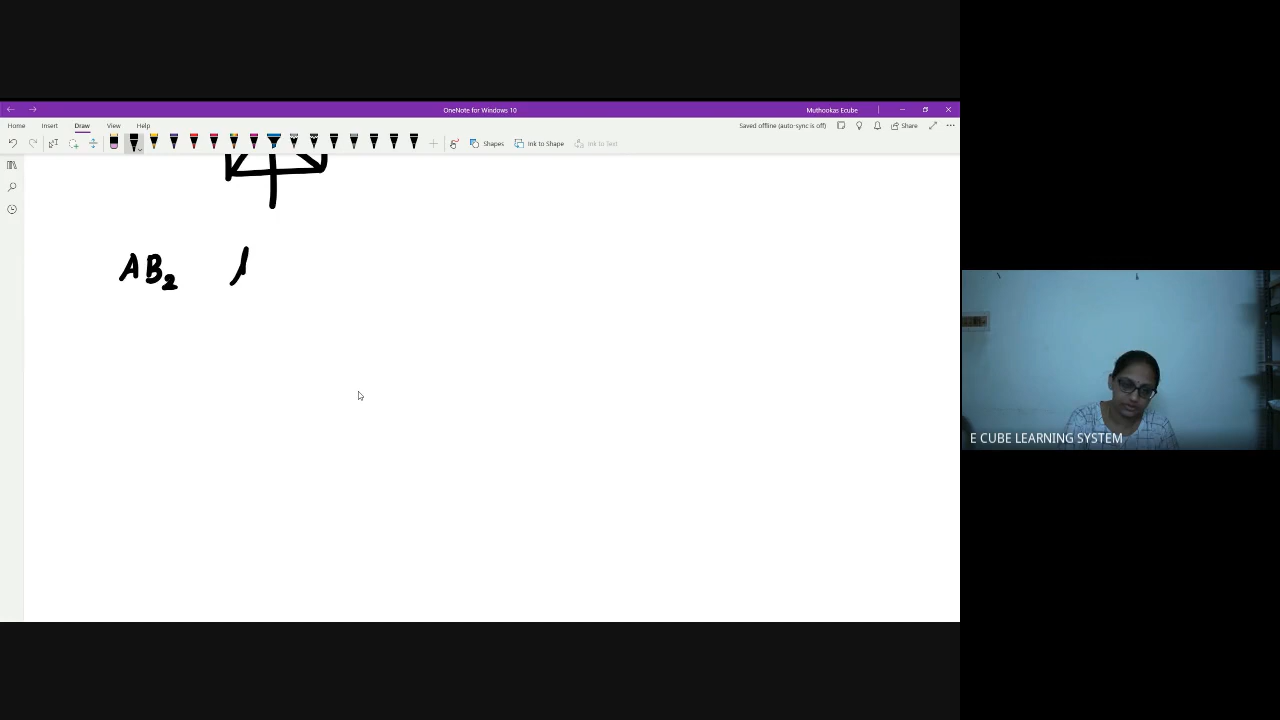 OneNote for Windows 10
Muthookas Ecube
Home Insert Draw View Help
Saved offline (auto-sync is off) Share
Shapes Ink to Shape Ink to Text
AB₂
E CUBE LEARNING SYSTEM